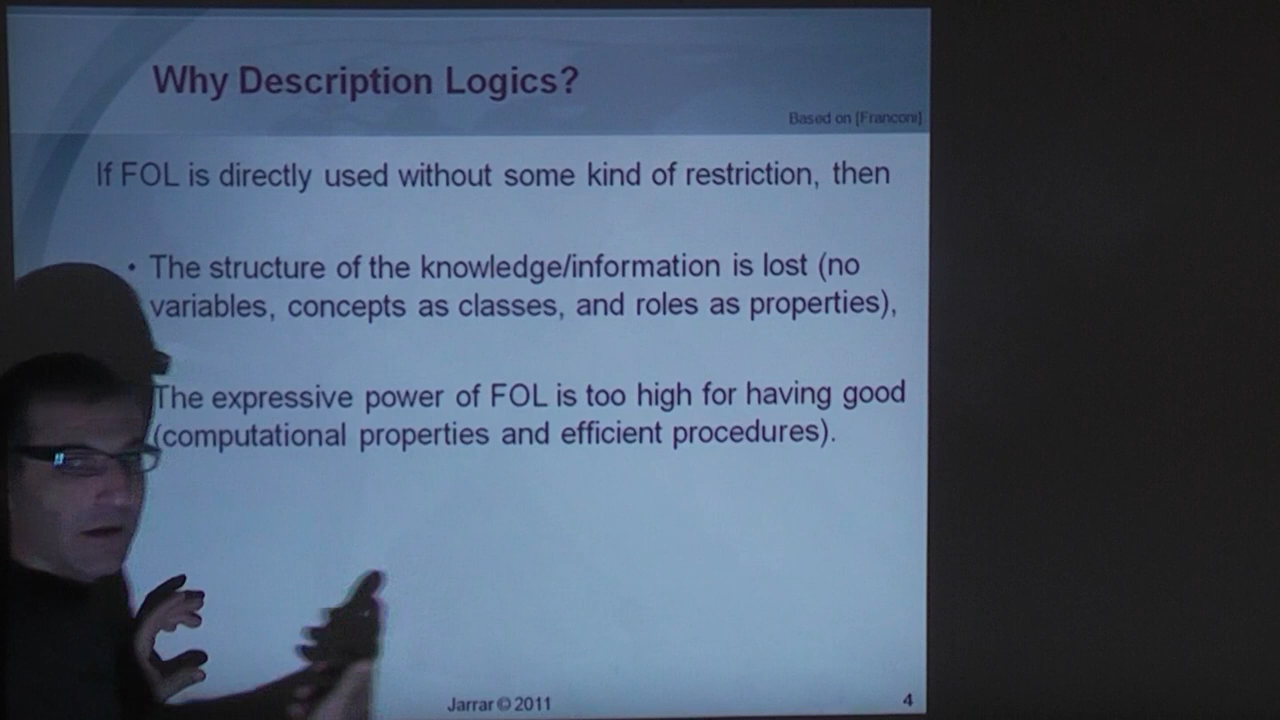 Why Description Logics?
Based on [Franconi]
If FOL is directly used without some kind of restriction, then
• The structure of the knowledge/information is lost (no
variables, concepts as classes, and roles as properties),
The expressive power of FOL is too high for having good
(computational properties and efficient procedures).
Jarrar © 2011
4